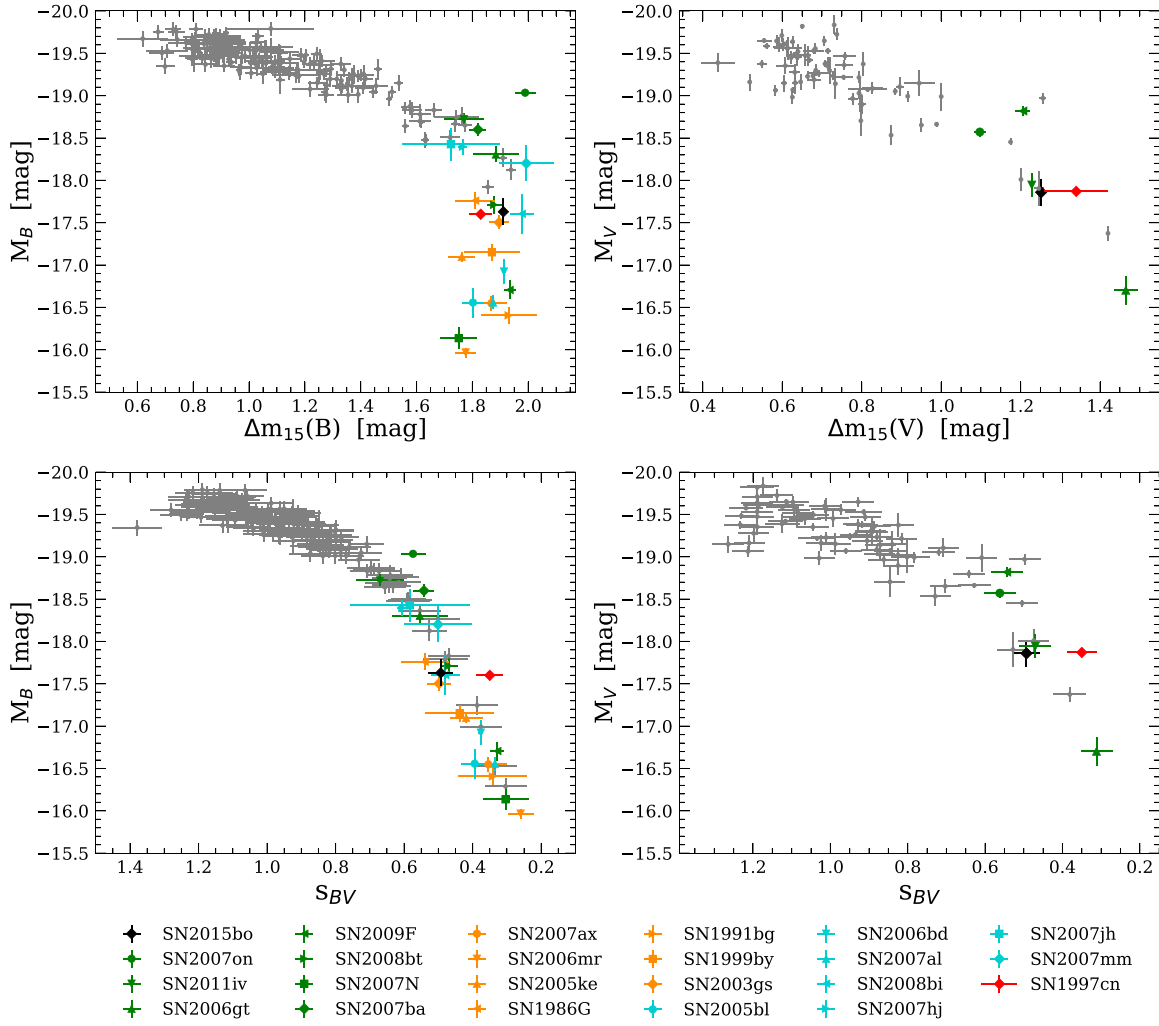 −20.0
−19.5
−19.0
−18.5
−18.0
−17.5
−17.0
−16.5
−16.0
−15.5
M_B [mag]
0.6 0.8 1.0 1.2 1.4 1.6 1.8 2.0
Δm₁₅(B) [mag]
−20.0
−19.5
−19.0
−18.5
−18.0
−17.5
−17.0
−16.5
−16.0
−15.5
M_V [mag]
0.4 0.6 0.8 1.0 1.2 1.4
Δm₁₅(V) [mag]
−20.0
−19.5
−19.0
−18.5
−18.0
−17.5
−17.0
−16.5
−16.0
−15.5
M_B [mag]
1.4 1.2 1.0 0.8 0.6 0.4 0.2
s_BV
−20.0
−19.5
−19.0
−18.5
−18.0
−17.5
−17.0
−16.5
−16.0
−15.5
M_V [mag]
1.2 1.0 0.8 0.6 0.4 0.2
s_BV
SN2015bo SN2009F SN2007ax SN1991bg SN2006bd SN2007jh
SN2007on SN2008bt SN2006mr SN1999by SN2007al SN2007mm
SN2011iv SN2007N SN2005ke SN2003gs SN2008bi SN1997cn
SN2006gt SN2007ba SN1986G SN2005bl SN2007hj